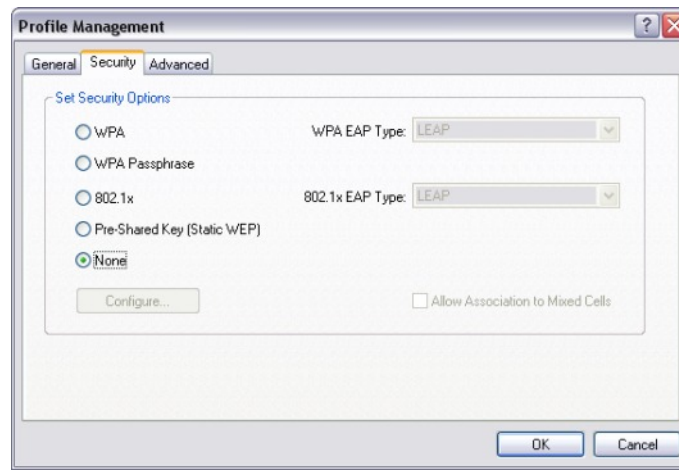 Profile Management
General Security Advanced
Set Security Options
WPA WPA EAP Type: LEAP
WPA Passphrase
802.1x 802.1x EAP Type: LEAP
Pre-Shared Key (Static WEP)
None
Configure... Allow Association to Mixed Cells
OK Cancel